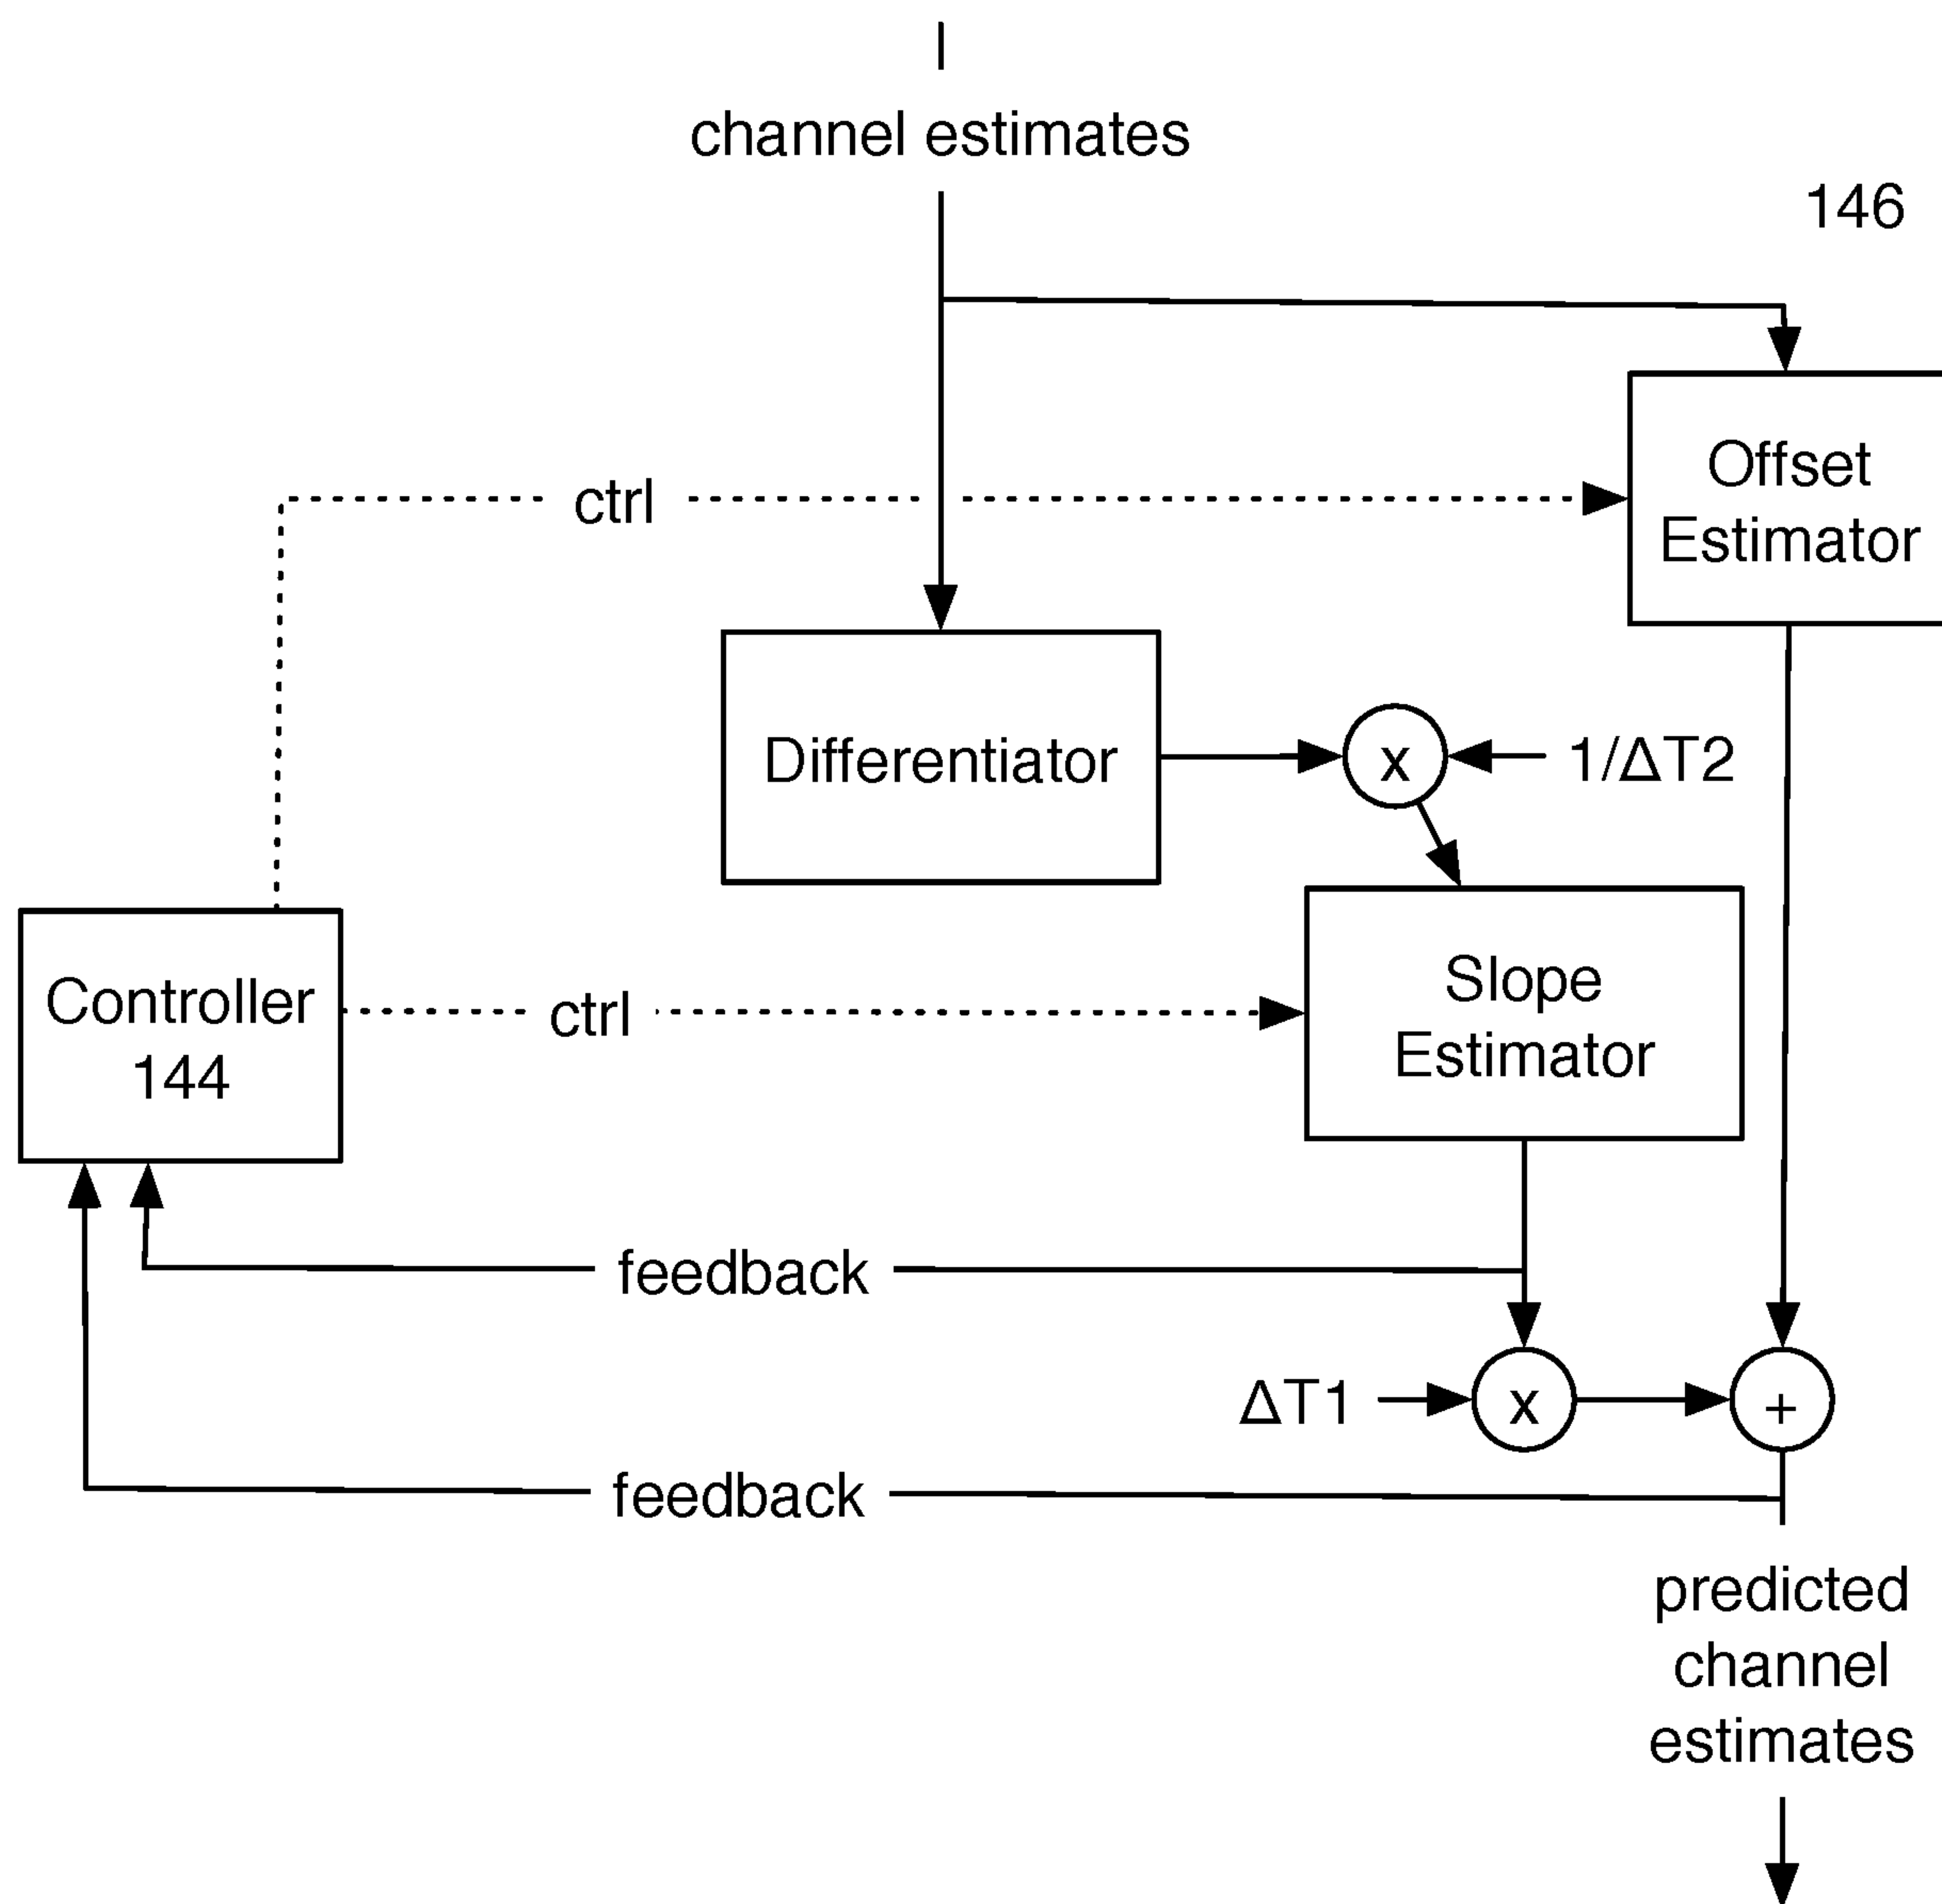 channel estimates
146
Offset
Estimator
ctrl
Differentiator
x
1/ΔT2
Slope
Estimator
Controller
144
ctrl
feedback
ΔT1
x
+
feedback
predicted
channel
estimates